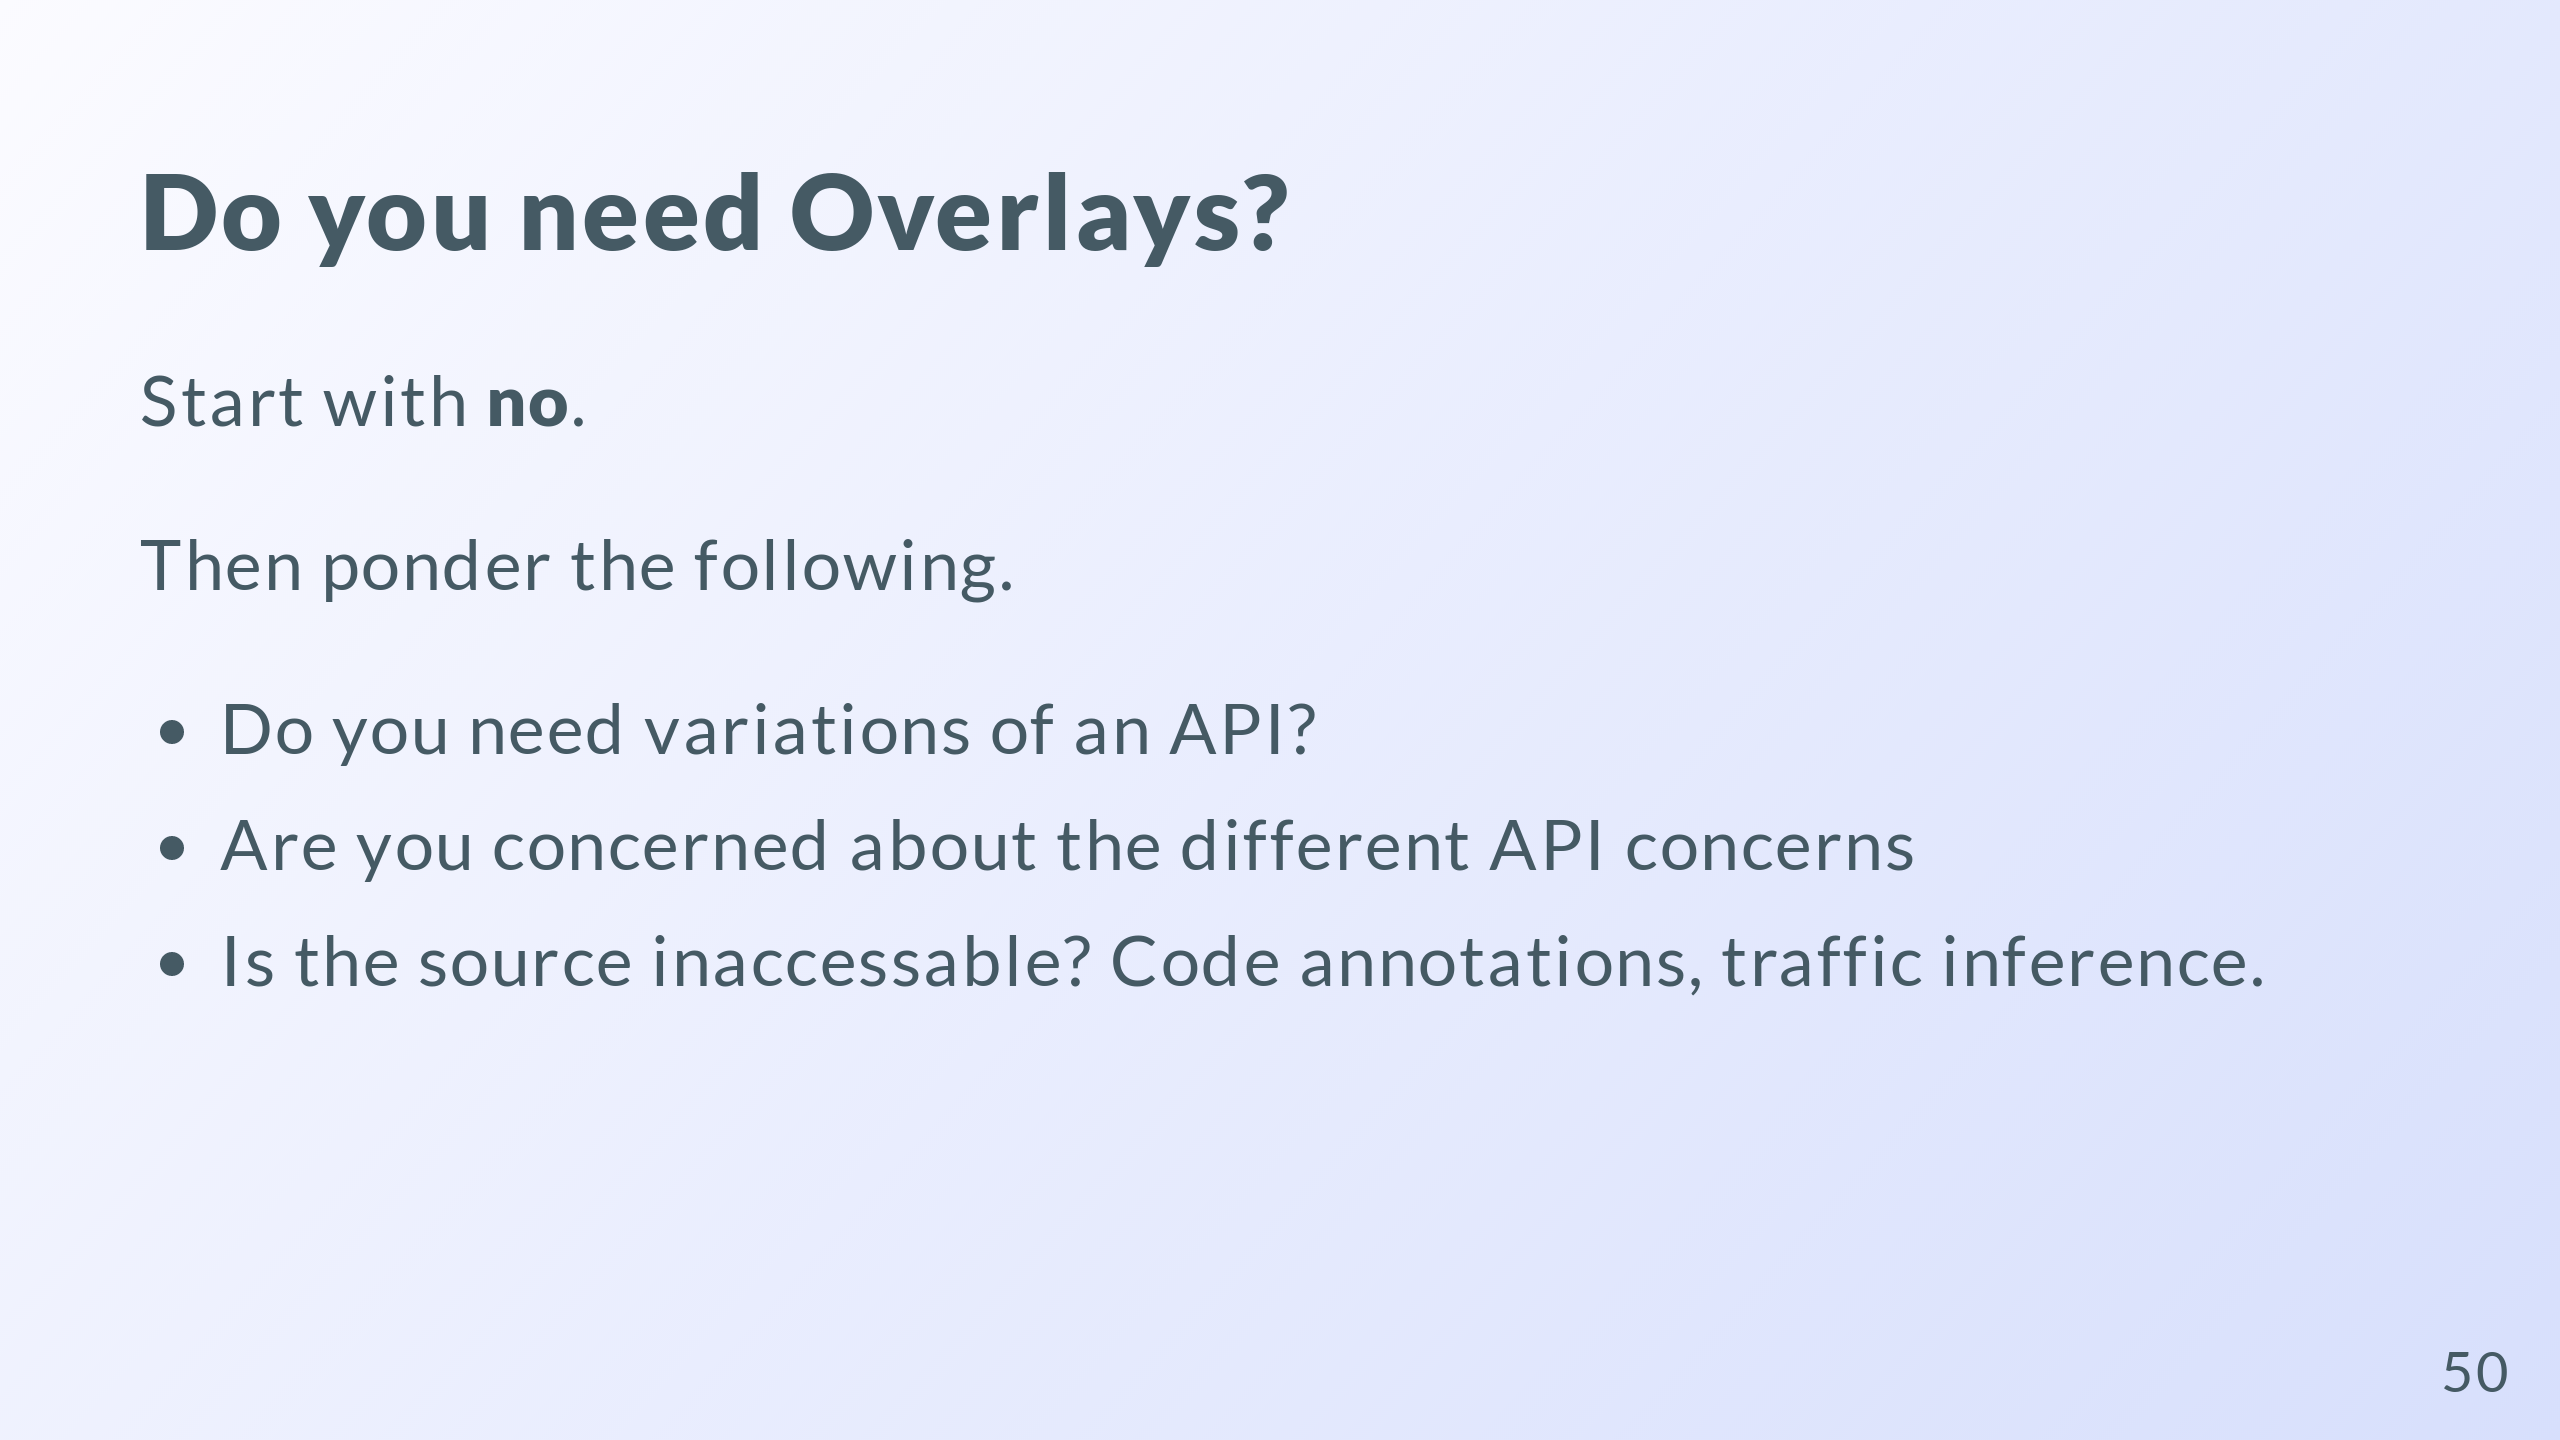 Do you need Overlays?
Start with no.
Then ponder the following.
• Do you need variations of an API?
• Are you concerned about the different API concerns
• Is the source inaccessable? Code annotations, traffic inference.
50